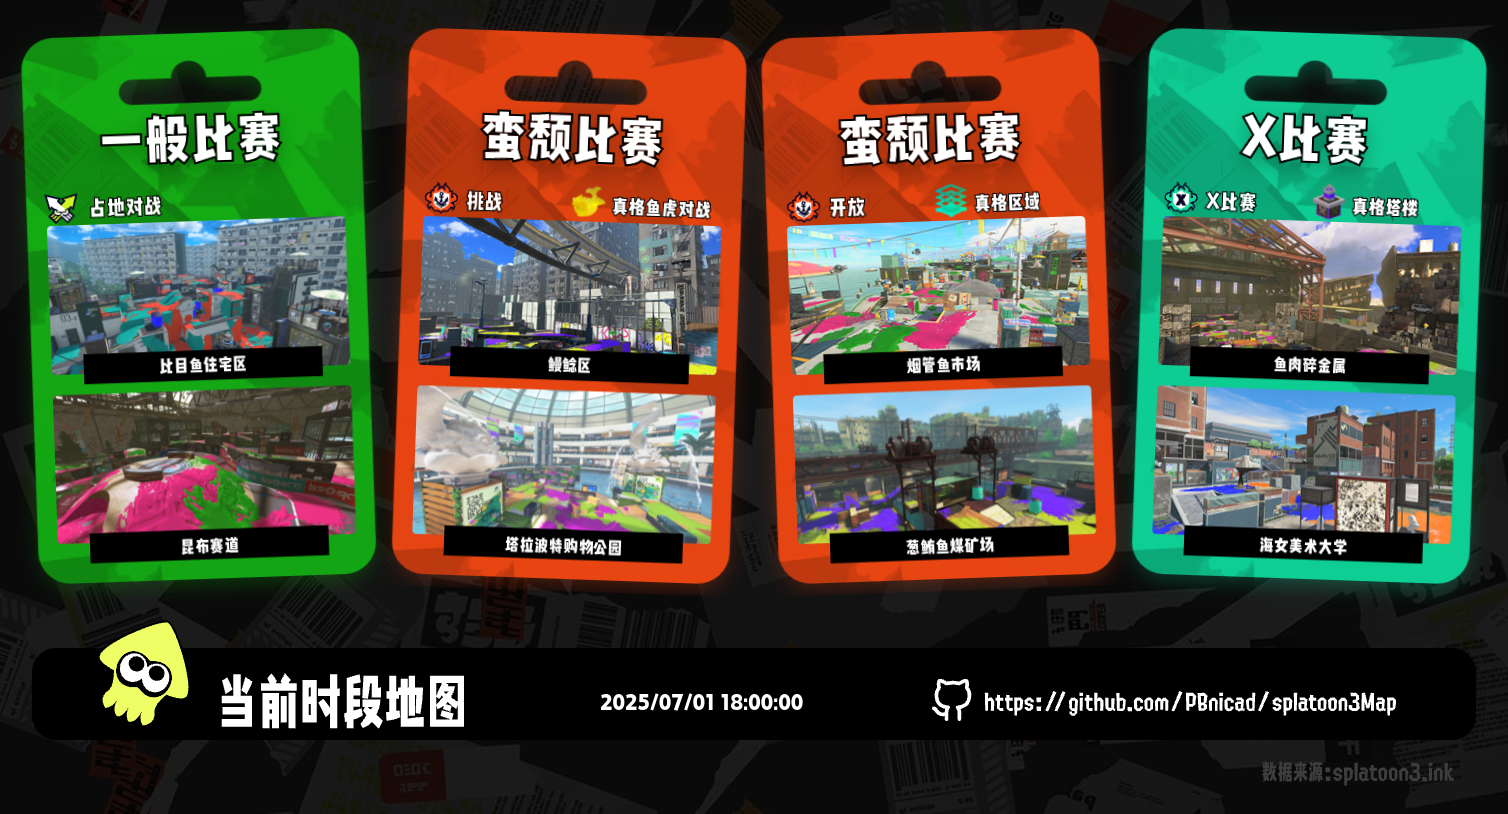 一般比赛
占地对战
比目鱼住宅区
昆布赛道
蛮颓比赛
挑战
真格鱼虎对战
鳗鲶区
塔拉波特购物公园
蛮颓比赛
开放
真格区域
烟管鱼市场
葱鲔鱼煤矿场
X比赛
X比赛
真格塔楼
鱼肉碎金属
海女美术大学
当前时段地图
2025/07/01 18:00:00
https://github.com/PBnicad/splatoon3Map
数据来源:splatoon3.ink